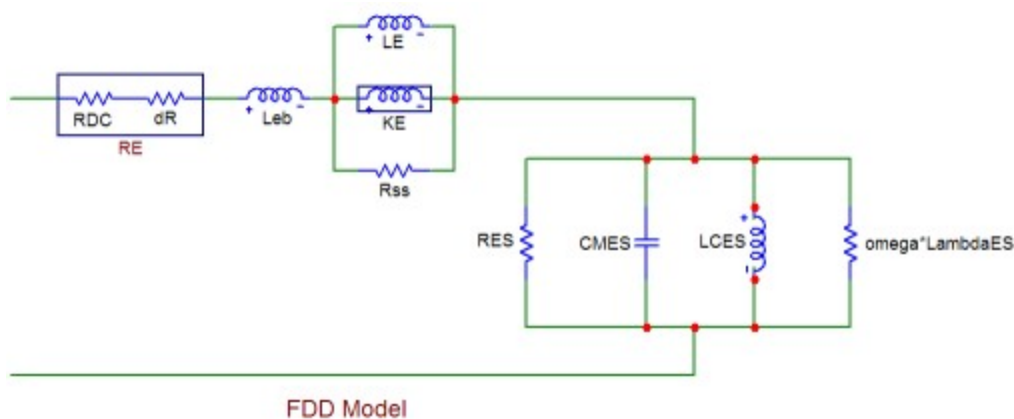 LE
RDC dR
Leb
KE
RE
Rss
RES CMES LCES omega*LambdaES
FDD Model